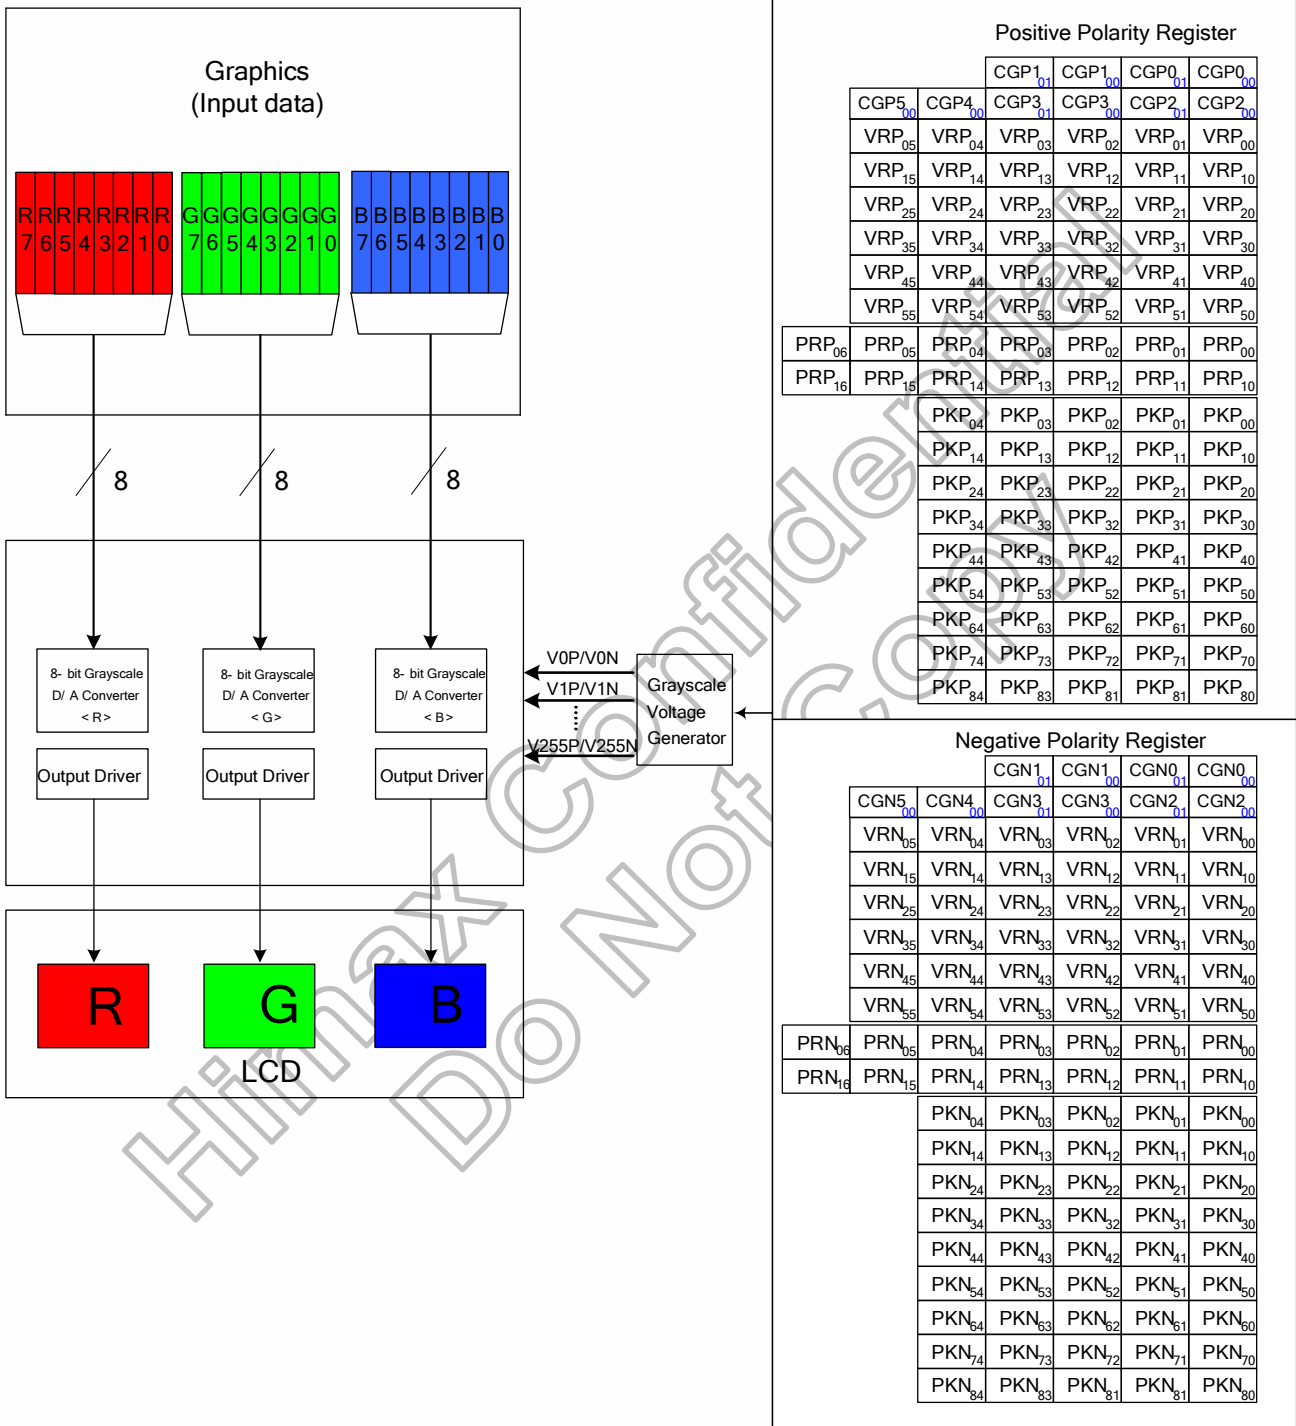 Graphics
(Input data)
R R R R R R R R
7 6 5 4 3 2 1 0
G G G G G G G G
7 6 5 4 3 2 1 0
B B B B B B B B
7 6 5 4 3 2 1 0
8 8 8
8- bit Grayscale
D/ A Converter
< R >
8- bit Grayscale
D/ A Converter
< G >
8- bit Grayscale
D/ A Converter
< B >
Output Driver
Output Driver
Output Driver
V0P/V0N
V1P/V1N
V255P/V255N
Grayscale
Voltage
Generator
R G B
LCD
Positive Polarity Register
CGP1 01 CGP1 00 CGP0 01 CGP0 00
CGP5 00 CGP4 00 CGP3 01 CGP3 00 CGP2 01 CGP2 00
VRP05 VRP04 VRP03 VRP02 VRP01 VRP00
VRP15 VRP14 VRP13 VRP12 VRP11 VRP10
VRP25 VRP24 VRP23 VRP22 VRP21 VRP20
VRP35 VRP34 VRP33 VRP32 VRP31 VRP30
VRP45 VRP44 VRP43 VRP42 VRP41 VRP40
VRP55 VRP54 VRP53 VRP52 VRP51 VRP50
PRP06 PRP05 PRP04 PRP03 PRP02 PRP01 PRP00
PRP16 PRP15 PRP14 PRP13 PRP12 PRP11 PRP10
PKP04 PKP03 PKP02 PKP01 PKP00
PKP14 PKP13 PKP12 PKP11 PKP10
PKP24 PKP23 PKP22 PKP21 PKP20
PKP34 PKP33 PKP32 PKP31 PKP30
PKP44 PKP43 PKP42 PKP41 PKP40
PKP54 PKP53 PKP52 PKP51 PKP50
PKP64 PKP63 PKP62 PKP61 PKP60
PKP74 PKP73 PKP72 PKP71 PKP70
PKP84 PKP83 PKP81 PKP81 PKP80
Negative Polarity Register
CGN1 01 CGN1 00 CGN0 01 CGN0 00
CGN5 00 CGN4 00 CGN3 01 CGN3 00 CGN2 01 CGN2 00
VRN05 VRN04 VRN03 VRN02 VRN01 VRN00
VRN15 VRN14 VRN13 VRN12 VRN11 VRN10
VRN25 VRN24 VRN23 VRN22 VRN21 VRN20
VRN35 VRN34 VRN33 VRN32 VRN31 VRN30
VRN45 VRN44 VRN43 VRN42 VRN41 VRN40
VRN55 VRN54 VRN53 VRN52 VRN51 VRN50
PRN06 PRN05 PRN04 PRN03 PRN02 PRN01 PRN00
PRN16 PRN15 PRN14 PRN13 PRN12 PRN11 PRN10
PKN04 PKN03 PKN02 PKN01 PKN00
PKN14 PKN13 PKN12 PKN11 PKN10
PKN24 PKN23 PKN22 PKN21 PKN20
PKN34 PKN33 PKN32 PKN31 PKN30
PKN44 PKN43 PKN42 PKN41 PKN40
PKN54 PKN53 PKN52 PKN51 PKN50
PKN64 PKN63 PKN62 PKN61 PKN60
PKN74 PKN73 PKN72 PKN71 PKN70
PKN84 PKN83 PKN81 PKN81 PKN80
Himax Confidential
Do Not Copy